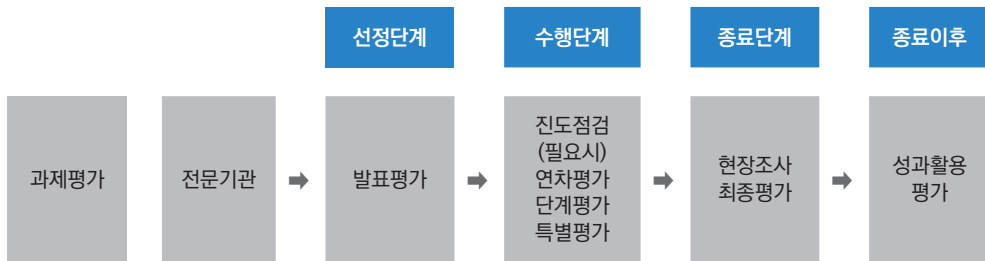 선정단계
수행단계
종료단계
종료이후
과제평가
전문기관
➡
발표평가
➡
진도점검
(필요시)
연차평가
단계평가
특별평가
➡
현장조사
최종평가
➡
성과활용
평가